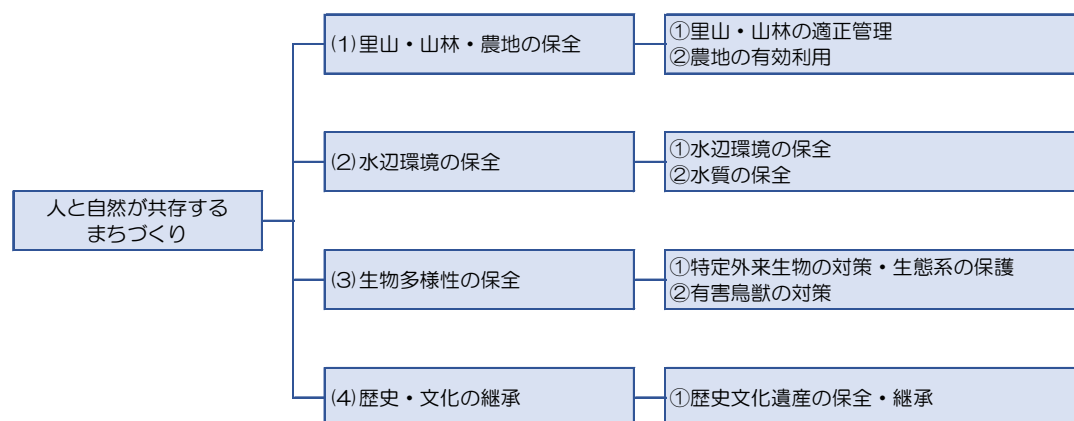 人と自然が共存する
まちづくり
(1)里山・山林・農地の保全
①里山・山林の適正管理
②農地の有効利用
(2)水辺環境の保全
①水辺環境の保全
②水質の保全
(3)生物多様性の保全
①特定外来生物の対策・生態系の保護
②有害鳥獣の対策
(4)歴史・文化の継承
①歴史文化遺産の保全・継承